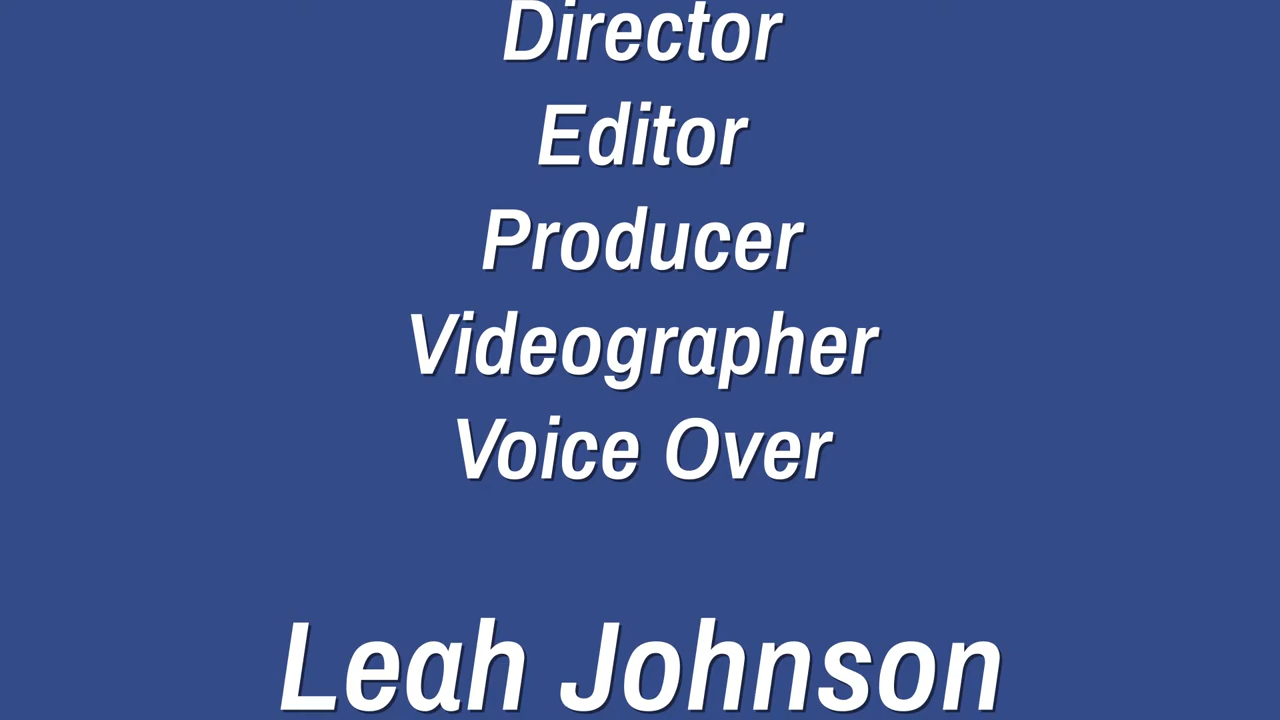 Director
Editor
Producer
Videographer
Voice Over
Leah Johnson